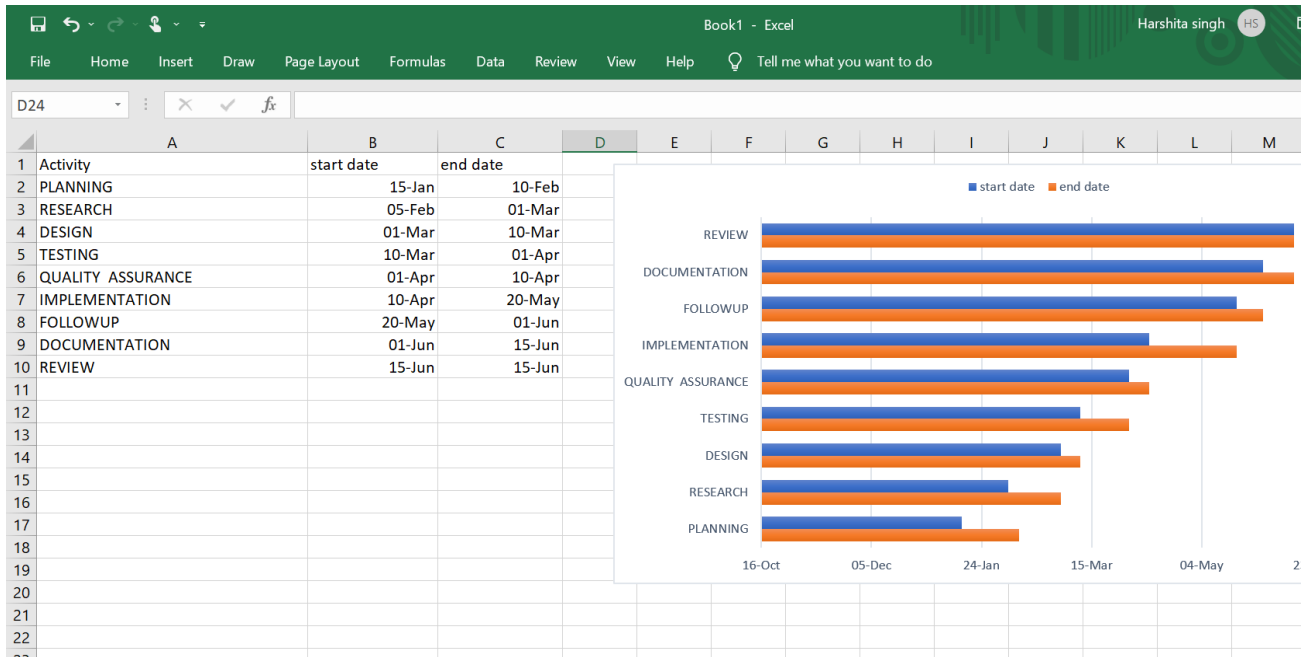 Book1 - Excel
Harshita singh HS
File Home Insert Draw Page Layout Formulas Data Review View Help Tell me what you want to do
D24 fx
A B C D E F G H I J K L M
1 Activity start date end date
2 PLANNING 15-Jan 10-Feb
3 RESEARCH 05-Feb 01-Mar
4 DESIGN 01-Mar 10-Mar
5 TESTING 10-Mar 01-Apr
6 QUALITY ASSURANCE 01-Apr 10-Apr
7 IMPLEMENTATION 10-Apr 20-May
8 FOLLOWUP 20-May 01-Jun
9 DOCUMENTATION 01-Jun 15-Jun
10 REVIEW 15-Jun 15-Jun
11
12
13
14
15
16
17
18
19
20
21
22
start date end date
REVIEW
DOCUMENTATION
FOLLOWUP
IMPLEMENTATION
QUALITY ASSURANCE
TESTING
DESIGN
RESEARCH
PLANNING
16-Oct 05-Dec 24-Jan 15-Mar 04-May